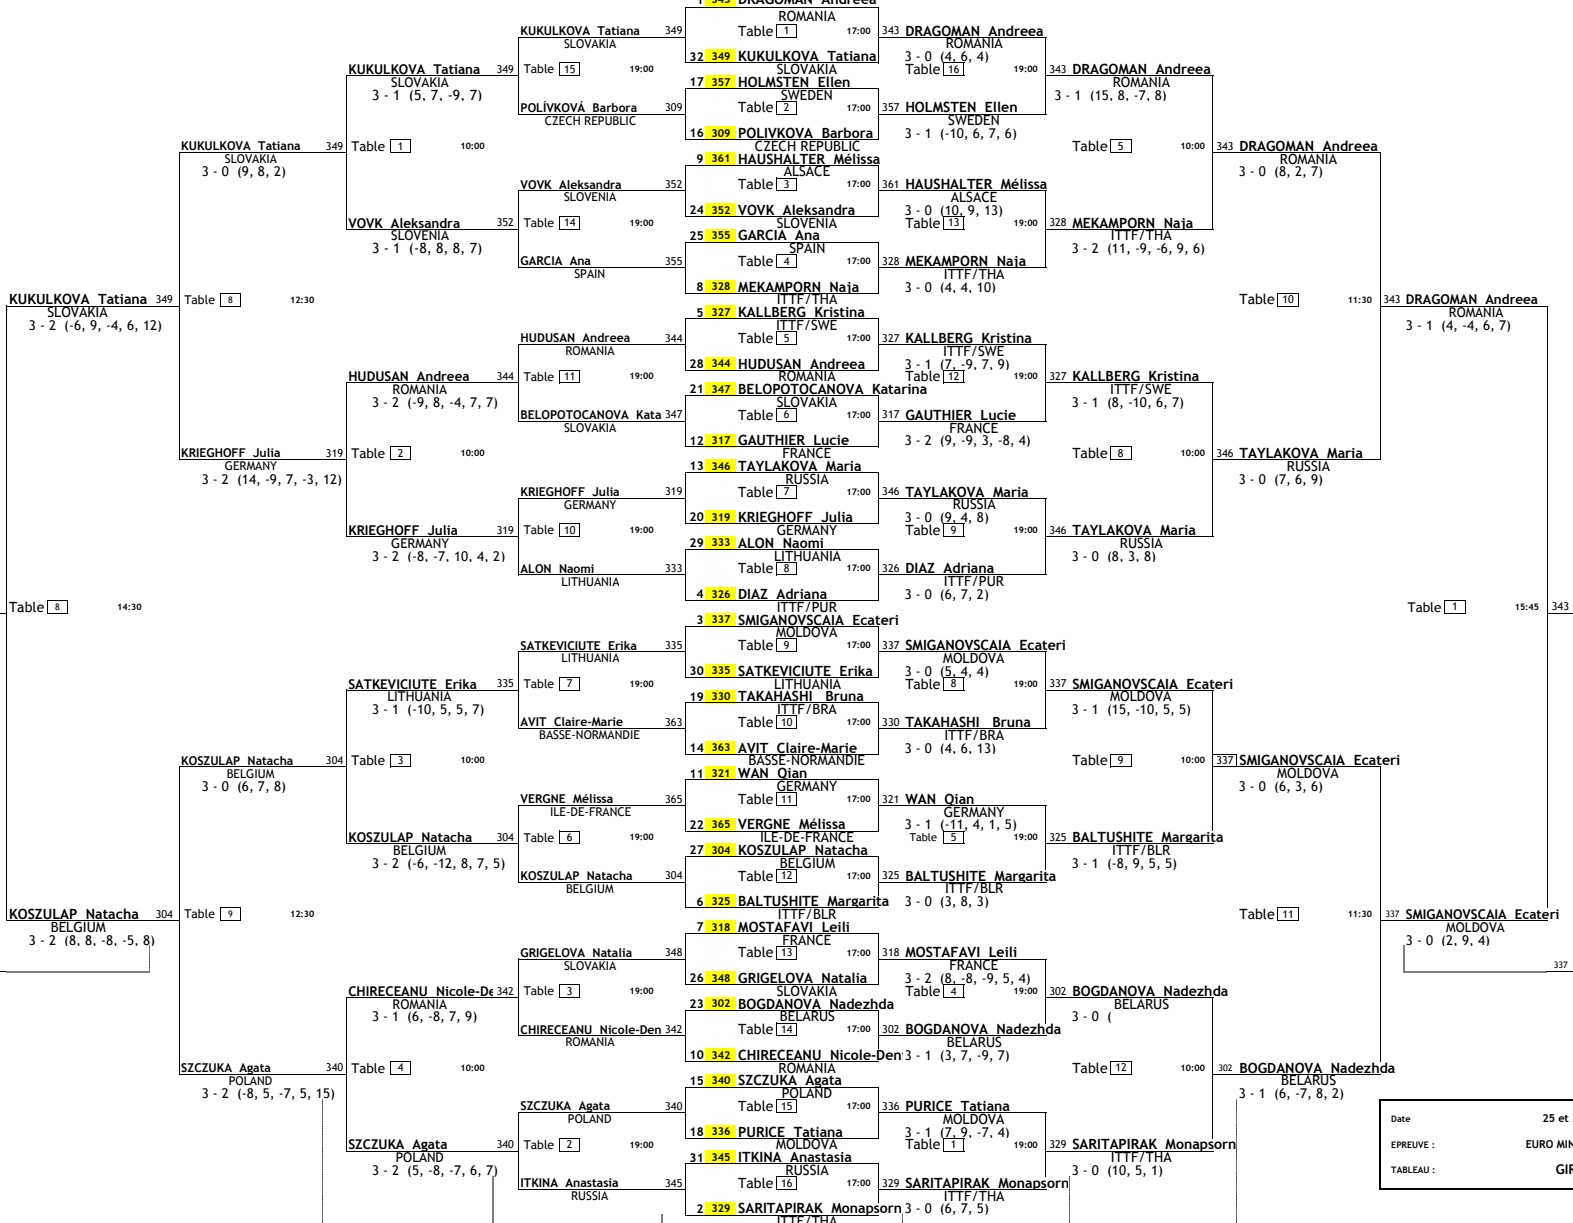 1 343 DRAGOMAN Andreea
ROMANIA
KUKULKOVA Tatiana 349 Table 1 17:00 343 DRAGOMAN Andreea
SLOVAKIA ROMANIA
32 349 KUKULKOVA Tatiana 3 - 0 (4, 6, 4)
KUKULKOVA Tatiana 349 Table 15 19:00 SLOVAKIA Table 16 19:00 343 DRAGOMAN Andreea
SLOVAKIA 17 357 HOLMSTEN Ellen ROMANIA
3 - 1 (5, 7, -9, 7) SWEDEN 3 - 1 (15, 8, -7, 8)
POLÍVKOVÁ Barbora 309 Table 2 17:00 357 HOLMSTEN Ellen
CZECH REPUBLIC SWEDEN
16 309 POLIVKOVA Barbora 3 - 1 (-10, 6, 7, 6)
KUKULKOVA Tatiana 349 Table 1 10:00 CZECH REPUBLIC Table 5 10:00 343 DRAGOMAN Andreea
SLOVAKIA 9 361 HAUSHALTER Mélissa ROMANIA
3 - 0 (9, 8, 2) ALSACE 3 - 0 (8, 2, 7)
VOVK Aleksandra 352 Table 3 17:00 361 HAUSHALTER Mélissa
SLOVENIA ALSACE
24 352 VOVK Aleksandra 3 - 0 (10, 9, 13)
VOVK Aleksandra 352 Table 14 19:00 SLOVENIA Table 13 19:00 328 MEKAMPORN Naja
SLOVENIA 25 355 GARCIA Ana ITTF/THA
3 - 1 (-8, 8, 8, 7) SPAIN 3 - 2 (11, -9, -6, 9, 6)
GARCIA Ana 355 Table 4 17:00 328 MEKAMPORN Naja
SPAIN ITTF/THA
8 328 MEKAMPORN Naja 3 - 0 (4, 4, 10)
KUKULKOVA Tatiana 349 Table 8 12:30 ITTF/THA Table 10 11:30 343 DRAGOMAN Andreea
SLOVAKIA 5 327 KALLBERG Kristina ROMANIA
3 - 2 (-6, 9, -4, 6, 12) ITTF/SWE 3 - 1 (4, -4, 6, 7)
HUDUSAN Andreea 344 Table 5 17:00 327 KALLBERG Kristina
ROMANIA ITTF/SWE
28 344 HUDUSAN Andreea 3 - 1 (7, -9, 7, 9)
HUDUSAN Andreea 344 Table 11 19:00 ROMANIA Table 12 19:00 327 KALLBERG Kristina
ROMANIA 21 347 BELOPOTOCANOVA Katarina ITTF/SWE
3 - 2 (-9, 8, -4, 7, 7) SLOVAKIA 3 - 1 (8, -10, 6, 7)
BELOPOTOCANOVA Kata 347 Table 6 17:00 317 GAUTHIER Lucie
SLOVAKIA FRANCE
12 317 GAUTHIER Lucie 3 - 2 (9, -9, 3, -8, 4)
KRIEGHOFF Julia 319 Table 2 10:00 FRANCE Table 8 10:00 346 TAYLAKOVA Maria
GERMANY 13 346 TAYLAKOVA Maria RUSSIA
3 - 2 (14, -9, 7, -3, 12) RUSSIA 3 - 0 (7, 6, 9)
KRIEGHOFF Julia 319 Table 7 17:00 346 TAYLAKOVA Maria
GERMANY RUSSIA
20 319 KRIEGHOFF Julia 3 - 0 (9, 4, 8)
KRIEGHOFF Julia 319 Table 10 19:00 GERMANY Table 9 19:00 346 TAYLAKOVA Maria
GERMANY 29 333 ALON Naomi RUSSIA
3 - 2 (-8, -7, 10, 4, 2) LITHUANIA 3 - 0 (8, 3, 8)
ALON Naomi 333 Table 8 17:00 326 DIAZ Adriana
LITHUANIA ITTF/PUR
4 326 DIAZ Adriana 3 - 0 (6, 7, 2)
Table 8 14:30 ITTF/PUR Table 1 15:45 343
3 337 SMIGANOVSCAIA Ecateri
MOLDOVA
SATKEVICIUTE Erika 335 Table 9 17:00 337 SMIGANOVSCAIA Ecateri
LITHUANIA MOLDOVA
30 335 SATKEVICIUTE Erika 3 - 0 (5, 4, 4)
SATKEVICIUTE Erika 335 Table 7 19:00 LITHUANIA Table 8 19:00 337 SMIGANOVSCAIA Ecateri
LITHUANIA 19 330 TAKAHASHI Bruna MOLDOVA
3 - 1 (-10, 5, 5, 7) ITTF/BRA 3 - 1 (15, -10, 5, 5)
AVIT Claire-Marie 363 Table 10 17:00 330 TAKAHASHI Bruna
BASSE-NORMANDIE ITTF/BRA
14 363 AVIT Claire-Marie 3 - 0 (4, 6, 13)
KOSZULAP Natacha 304 Table 3 10:00 BASSE-NORMANDIE Table 9 10:00 337 SMIGANOVSCAIA Ecateri
BELGIUM 11 321 WAN Qian MOLDOVA
3 - 0 (6, 7, 8) GERMANY 3 - 0 (6, 3, 6)
VERGNE Mélissa 365 Table 11 17:00 321 WAN Qian
ILE-DE-FRANCE GERMANY
22 365 VERGNE Mélissa 3 - 1 (-11, 4, 1, 5)
KOSZULAP Natacha 304 Table 6 19:00 ILE-DE-FRANCE Table 5 19:00 325 BALTUSHITE Margarita
BELGIUM 27 304 KOSZULAP Natacha ITTF/BLR
3 - 2 (-6, -12, 8, 7, 5) BELGIUM 3 - 1 (-8, 9, 5, 5)
KOSZULAP Natacha 304 Table 12 17:00 325 BALTUSHITE Margarita
BELGIUM ITTF/BLR
6 325 BALTUSHITE Margarita 3 - 0 (3, 8, 3)
KOSZULAP Natacha 304 Table 9 12:30 ITTF/BLR Table 11 11:30 337 SMIGANOVSCAIA Ecateri
BELGIUM 7 318 MOSTAFAVI Leili MOLDOVA
3 - 2 (8, 8, -8, -5, 8) FRANCE 3 - 0 (2, 9, 4)
GRIGELOVA Natalia 348 Table 13 17:00 318 MOSTAFAVI Leili
SLOVAKIA FRANCE 337
26 348 GRIGELOVA Natalia 3 - 2 (8, -8, -9, 5, 4)
CHIRECEANU Nicole-De 342 Table 3 19:00 SLOVAKIA Table 4 19:00 302 BOGDANOVA Nadezhda
ROMANIA 23 302 BOGDANOVA Nadezhda BELARUS
3 - 1 (6, -8, 7, 9) BELARUS 3 - 0 (
CHIRECEANU Nicole-Den 342 Table 14 17:00 302 BOGDANOVA Nadezhda
ROMANIA BELARUS
10 342 CHIRECEANU Nicole-Den 3 - 1 (3, 7, -9, 7)
SZCZUKA Agata 340 Table 4 10:00 ROMANIA Table 12 10:00 302 BOGDANOVA Nadezhda
POLAND 15 340 SZCZUKA Agata BELARUS
3 - 2 (-8, 5, -7, 5, 15) POLAND 3 - 1 (6, -7, 8, 2)
SZCZUKA Agata 340 Table 15 17:00 336 PURICE Tatiana
POLAND MOLDOVA Date 25 et
18 336 PURICE Tatiana 3 - 1 (7, 9, -7, 4)
SZCZUKA Agata 340 Table 2 19:00 MOLDOVA Table 1 19:00 329 SARITAPIRAK Monapsorn EPREUVE : EURO MIN
POLAND 31 345 ITKINA Anastasia ITTF/THA
3 - 2 (5, -8, -7, 6, 7) RUSSIA 3 - 0 (10, 5, 1) TABLEAU : GIR
ITKINA Anastasia 345 Table 16 17:00 329 SARITAPIRAK Monapsorn
RUSSIA ITTF/THA
2 329 SARITAPIRAK Monapsorn 3 - 0 (6, 7, 5)
ITTF/THA